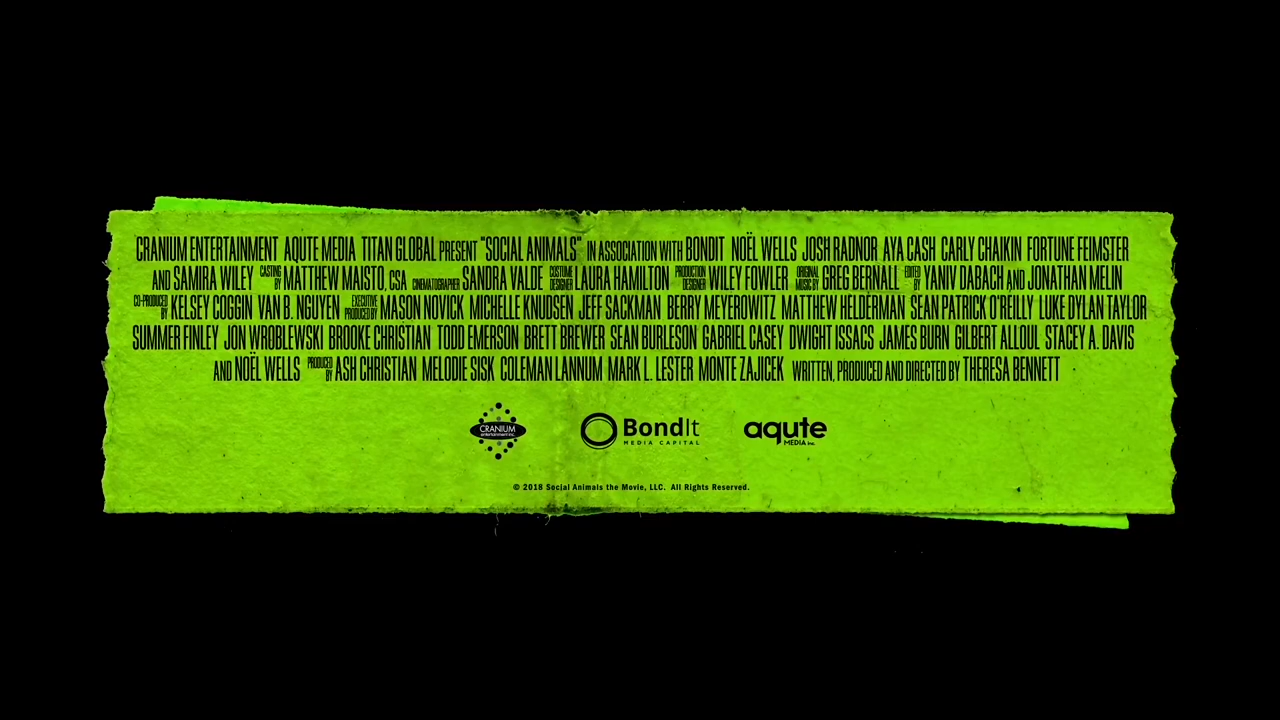 CRANIUM ENTERTAINMENT AQUTE MEDIA TITAN GLOBAL PRESENT "SOCIAL ANIMALS" IN ASSOCIATION WITH BONDIT NOËL WELLS JOSH RADNOR AYA CASH CARLY CHAIKIN FORTUNE FEIMSTER
AND SAMIRA WILEY CASTING BY MATTHEW MAISTO, CSA CINEMATOGRAPHER SANDRA VALDE COSTUME DESIGNER LAURA HAMILTON PRODUCTION DESIGNER WILEY FOWLER ORIGINAL MUSIC BY GREG BERNALL EDITED BY YANIV DABACH AND JONATHAN MELIN
CO-PRODUCED BY KELSEY COGGIN VAN B. NGUYEN EXECUTIVE PRODUCED BY MASON NOVICK MICHELLE KNUDSEN JEFF SACKMAN BERRY MEYEROWITZ MATTHEW HELDERMAN SEAN PATRICK O'REILLY LUKE DYLAN TAYLOR
SUMMER FINLEY JON WROBLEWSKI BROOKE CHRISTIAN TODD EMERSON BRETT BREWER SEAN BURLESON GABRIEL CASEY DWIGHT ISSACS JAMES BURN GILBERT ALLOUL STACEY A. DAVIS
AND NOËL WELLS PRODUCED BY ASH CHRISTIAN MELODIE SISK COLEMAN LANNUM MARK L. LESTER MONTE ZAJICEK WRITTEN, PRODUCED AND DIRECTED BY THERESA BENNETT
CRANIUM
entertainment inc.
BondIt
MEDIA CAPITAL
aqute
MEDIA Inc.
© 2018 Social Animals the Movie, LLC. All Rights Reserved.